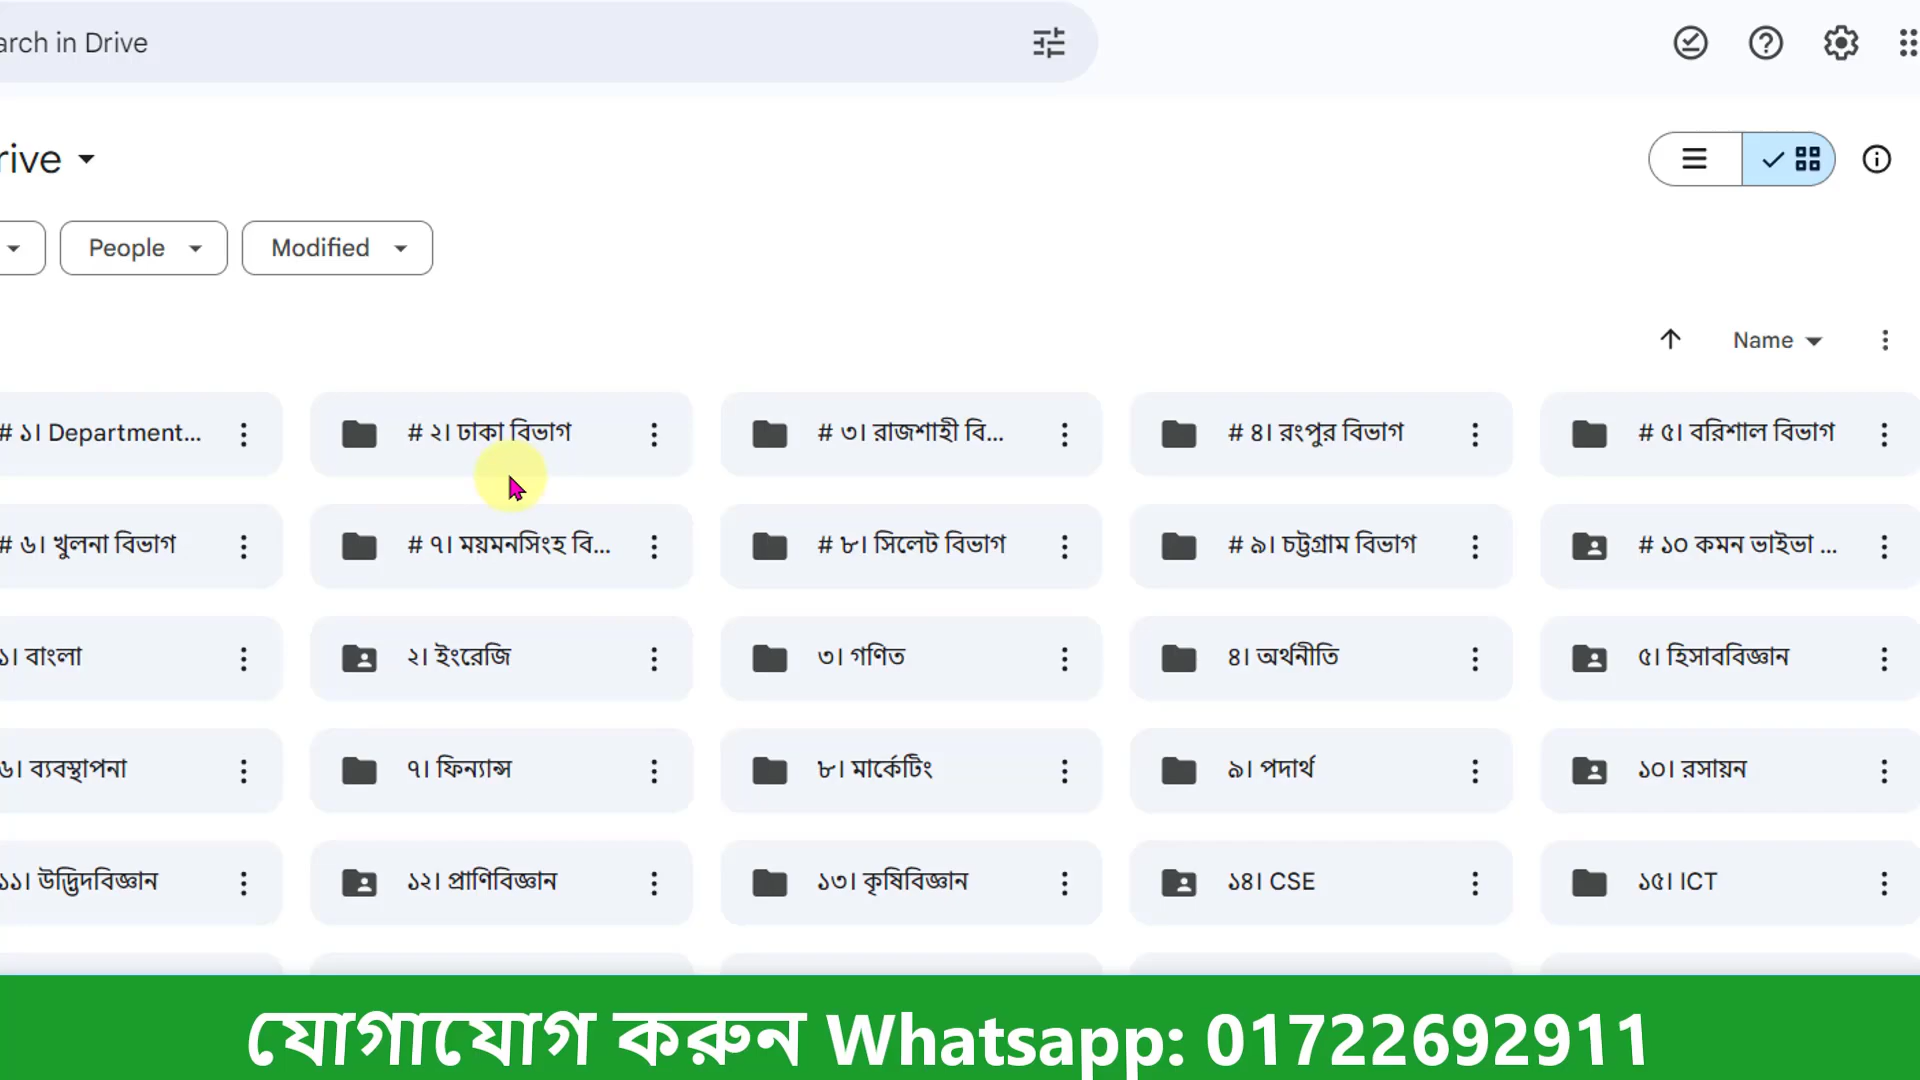 arch in Drive
rive
People
Modified
Name
# ১। Department...
# ২। ঢাকা বিভাগ
# ৩। রাজশাহী বি...
# ৪। রংপুর বিভাগ
# ৫। বরিশাল বিভাগ
# ৬। খুলনা বিভাগ
# ৭। ময়মনসিংহ বি...
# ৮। সিলেট বিভাগ
# ৯। চট্টগ্রাম বিভাগ
# ১০ কমন ভাইভা ...
১। বাংলা
২। ইংরেজি
৩। গণিত
৪। অর্থনীতি
৫। হিসাববিজ্ঞান
৬। ব্যবস্থাপনা
৭। ফিন্যান্স
৮। মার্কেটিং
৯। পদার্থ
১০। রসায়ন
১১। উদ্ভিদবিজ্ঞান
১২। প্রাণিবিজ্ঞান
১৩। কৃষিবিজ্ঞান
১৪। CSE
১৫। ICT
যোগাযোগ করুন Whatsapp: 01722692911